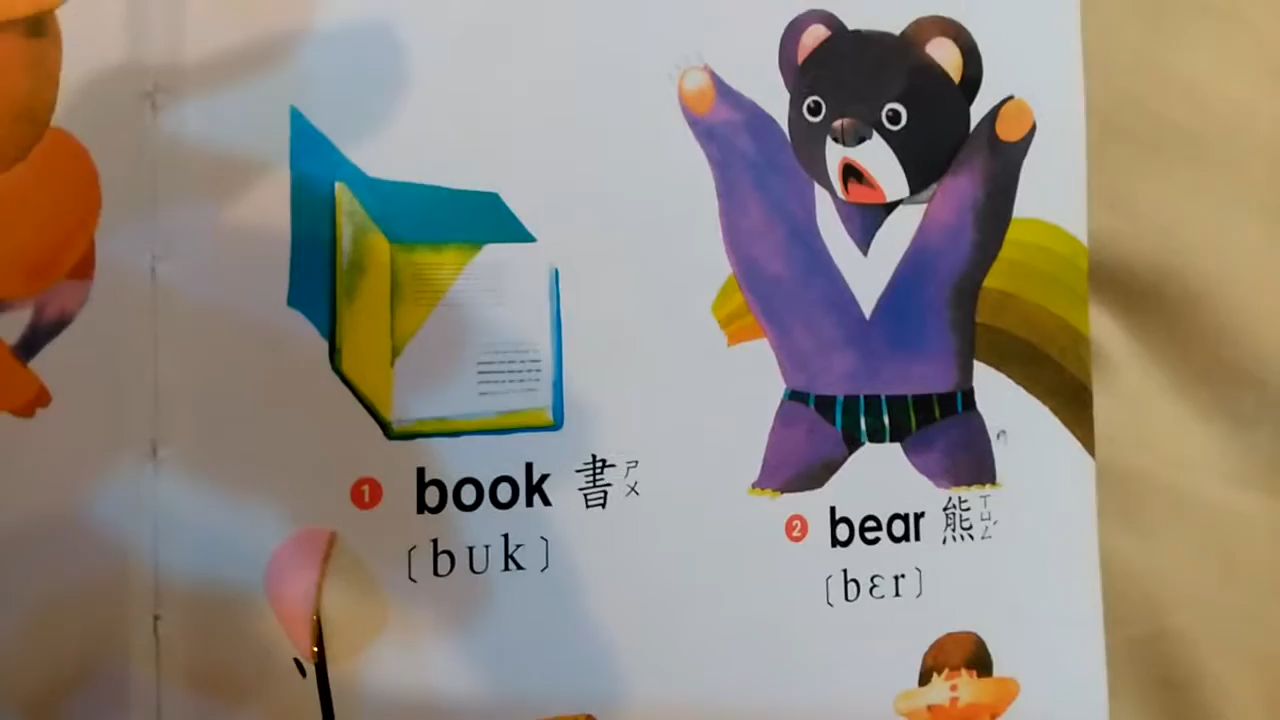 1 book 書 ㄕㄨ
[bUk]
2 bear 熊 ㄒㄩㄥˊ
[bɛr]